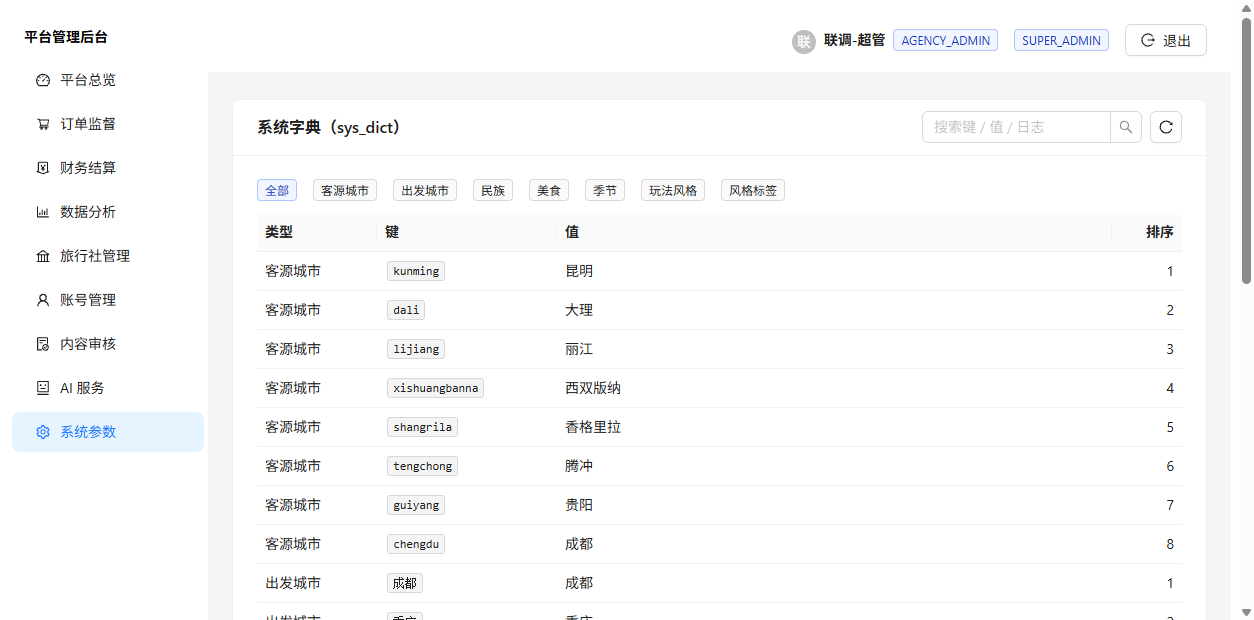 平台管理后台
联 联调-超管 AGENCY_ADMIN SUPER_ADMIN 退出
平台总览
订单监督
财务结算
数据分析
旅行社管理
账号管理
内容审核
AI 服务
系统参数
系统字典（sys_dict） 搜索键 / 值 / 日志
全部 客源城市 出发城市 民族 美食 季节 玩法风格 风格标签
类型 键 值 排序
客源城市 kunming 昆明 1
客源城市 dali 大理 2
客源城市 lijiang 丽江 3
客源城市 xishuangbanna 西双版纳 4
客源城市 shangrila 香格里拉 5
客源城市 tengchong 腾冲 6
客源城市 guiyang 贵阳 7
客源城市 chengdu 成都 8
出发城市 成都 成都 1